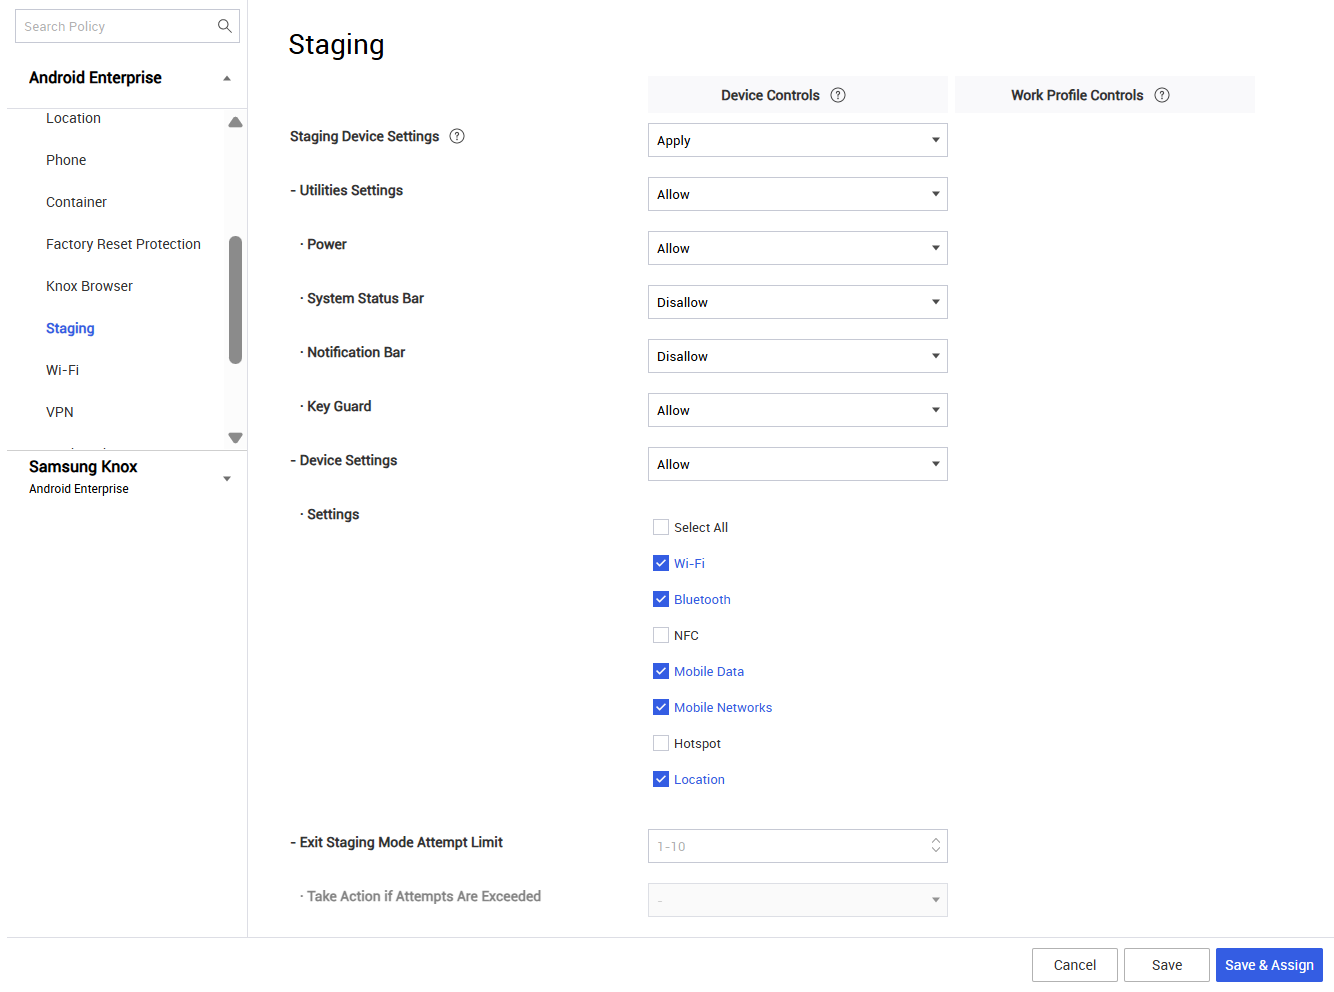 Search Policy
Android Enterprise
Location
Phone
Container
Factory Reset Protection
Knox Browser
Staging
Wi-Fi
VPN
Samsung Knox
Android Enterprise
Staging
Device Controls ?
Work Profile Controls ?
Staging Device Settings ?
Apply
- Utilities Settings
Allow
· Power
Allow
· System Status Bar
Disallow
· Notification Bar
Disallow
· Key Guard
Allow
- Device Settings
Allow
· Settings
Select All
Wi-Fi
Bluetooth
NFC
Mobile Data
Mobile Networks
Hotspot
Location
- Exit Staging Mode Attempt Limit
1-10
· Take Action if Attempts Are Exceeded
-
Cancel
Save
Save & Assign